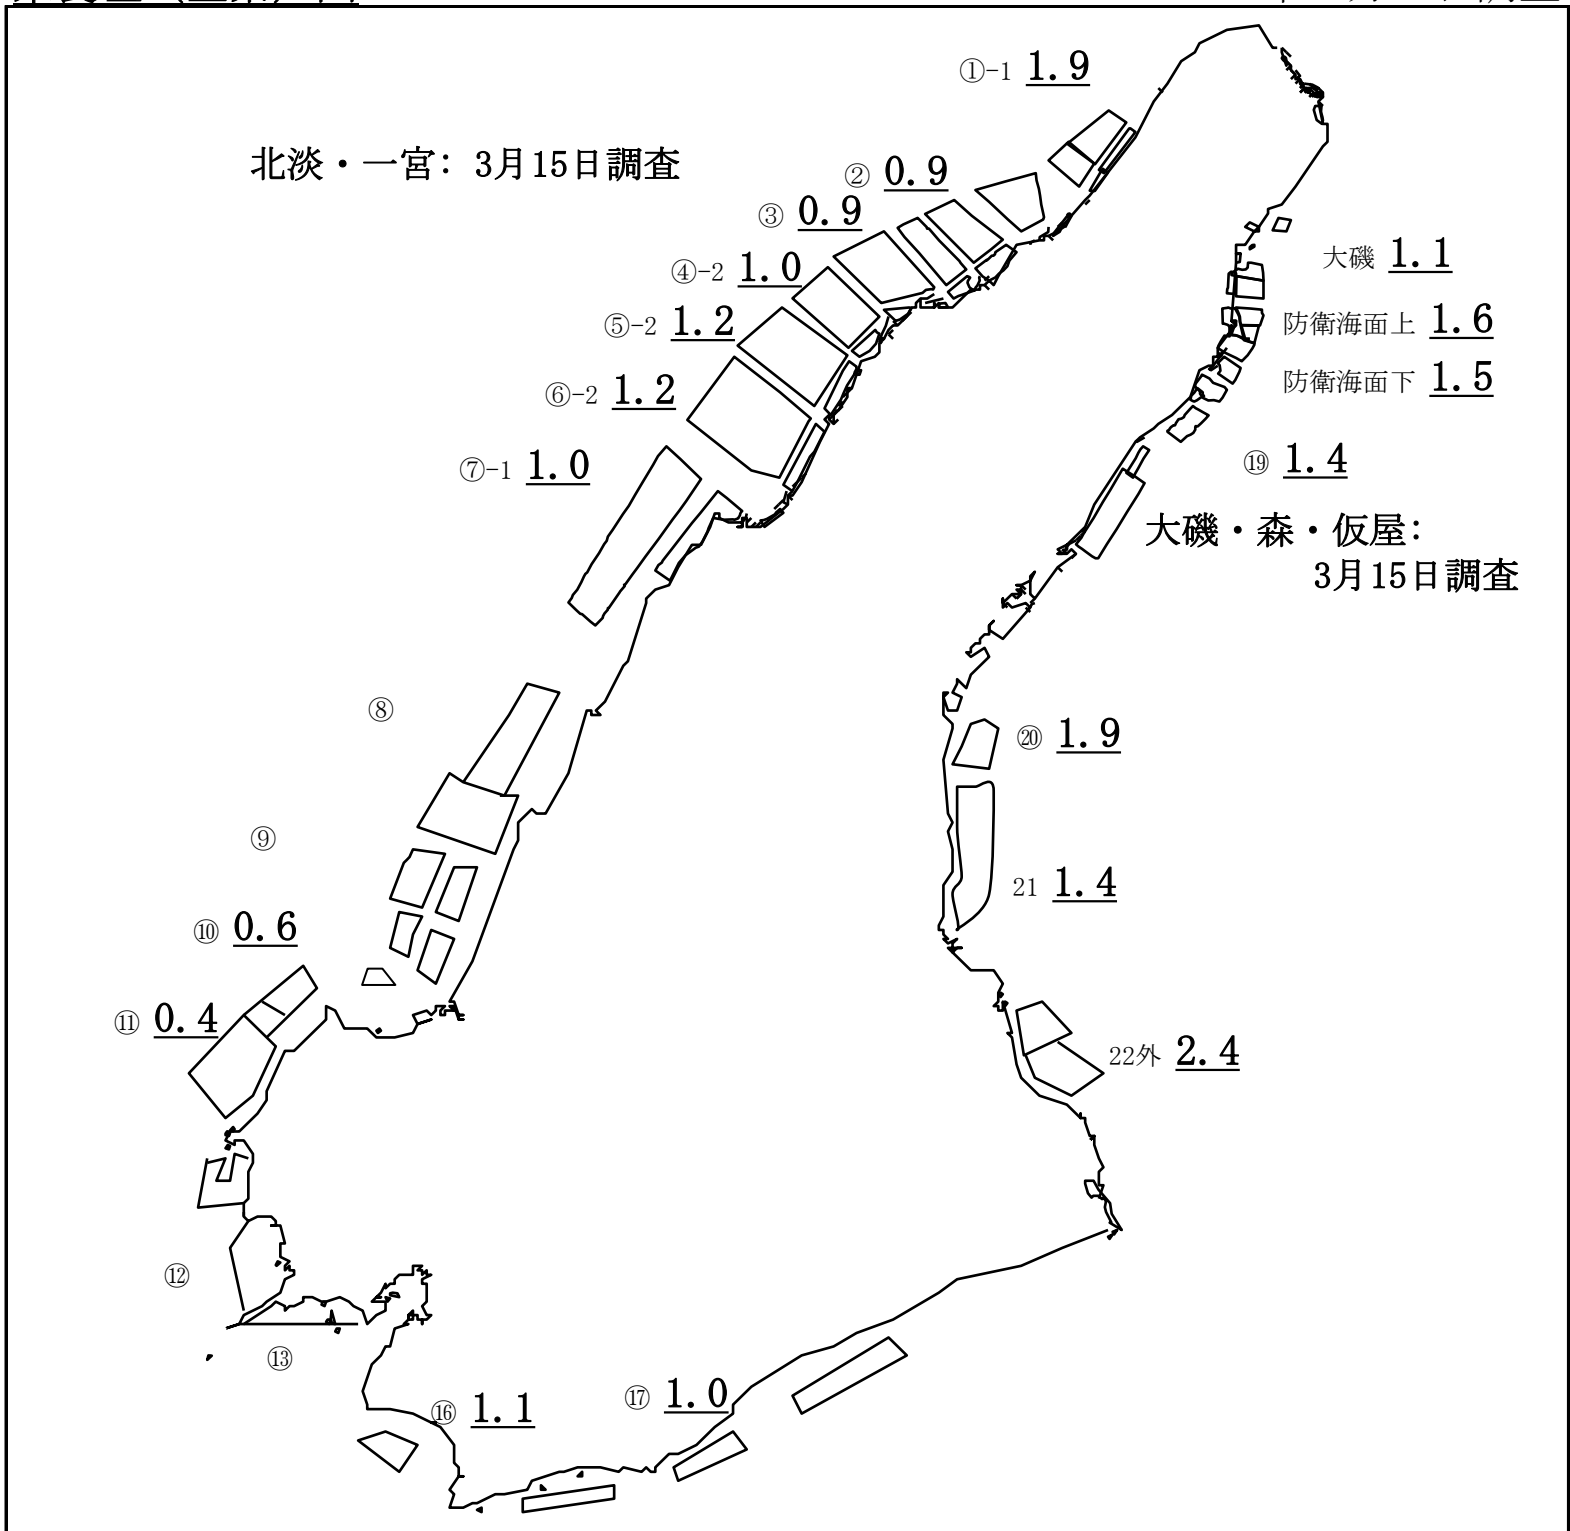 ①-1 1.9
北淡・一宮: 3月15日調査
② 0.9
③ 0.9
④-2 1.0
⑤-2 1.2
⑥-2 1.2
⑦-1 1.0
大磯 1.1
防衛海面上 1.6
防衛海面下 1.5
⑲ 1.4
大磯・森・仮屋:
3月15日調査
⑧
⑳ 1.9
⑨
21 1.4
⑩ 0.6
⑪ 0.4
22外 2.4
⑫
⑬
⑯ 1.1
⑰ 1.0